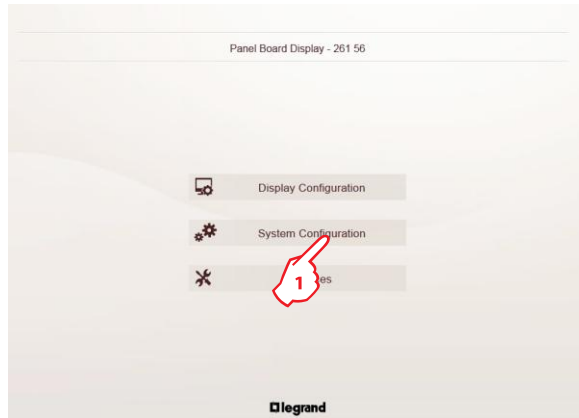 Panel Board Display - 261 56
Display Configuration
System Configuration
1
legrand